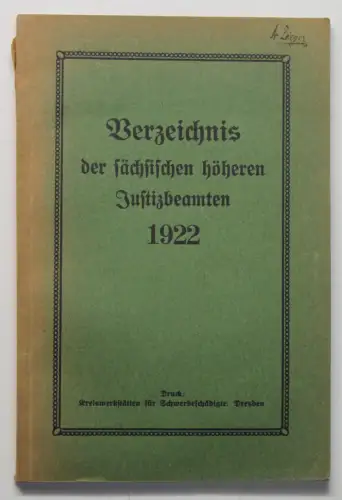 Verzeichnis
der sächsischen höheren
Justizbeamten
1922
Druck:
Kreiswerkstätten für Schwerbeschädigte. Dresden